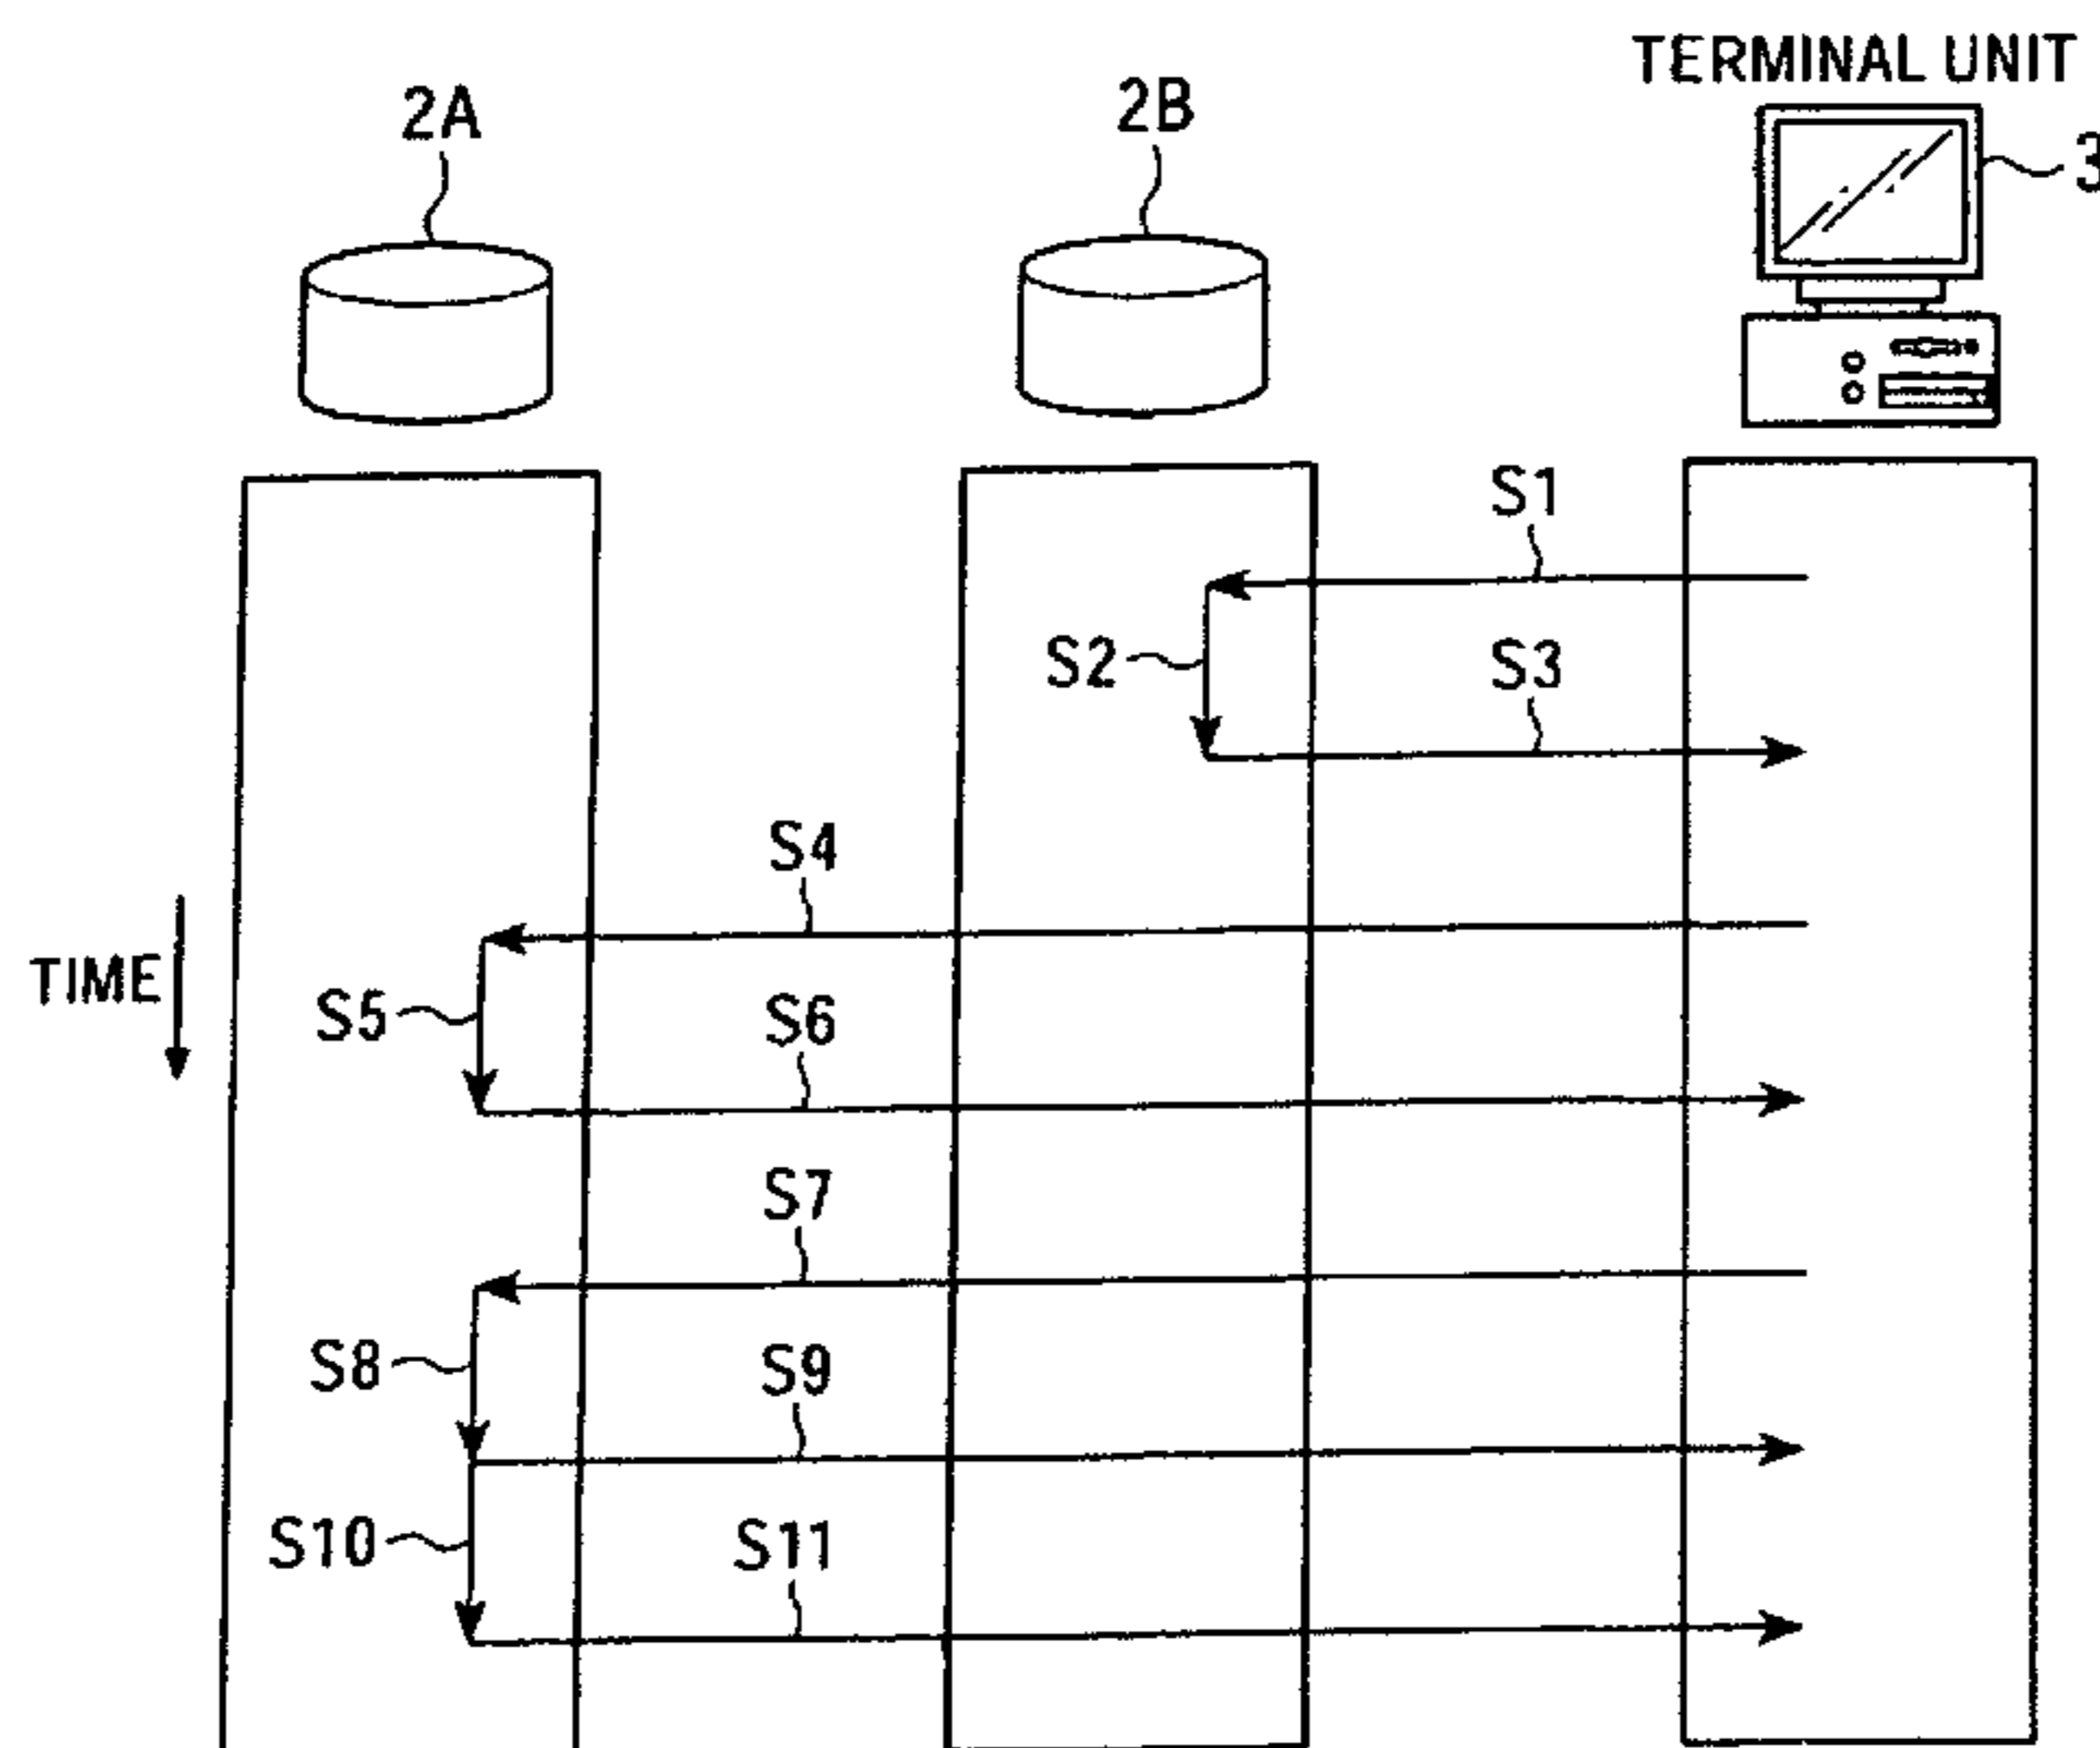 TERMINAL UNIT
2A
2B
3
S1
S2
S3
S4
TIME
S5
S6
S7
S8
S9
S10
S11